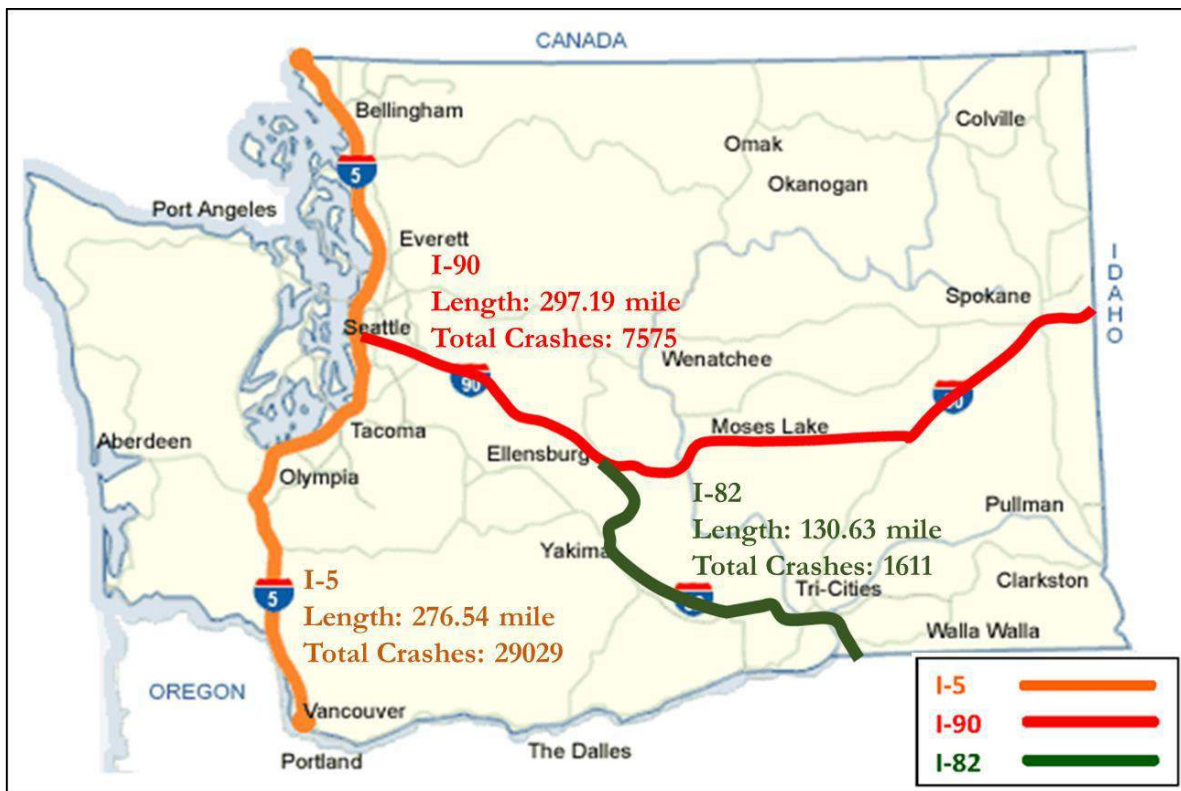 CANADA
Bellingham
Colville
Omak
5
Okanogan
Port Angeles
Everett
I-90
Length: 297.19 mile
Total Crashes: 7575
IDAHO
Spokane
Seattle
Wenatchee
90
Moses Lake
Tacoma
Aberdeen
Ellensburg
Olympia
I-82
Length: 130.63 mile
Total Crashes: 1611
Pullman
Yakima
Tri-Cities
Clarkston
I-5
Length: 276.54 mile
Total Crashes: 29029
5
Walla Walla
OREGON
Vancouver
The Dalles
Portland
I-5
I-90
I-82